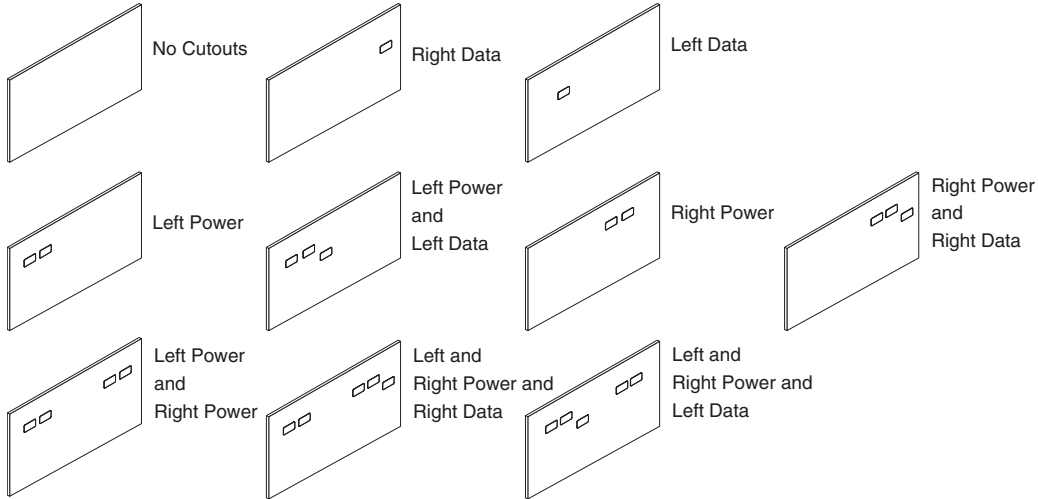 No Cutouts
Right Data
Left Data
Left Power
Left Power
and
Left Data
Right Power
Right Power
and
Right Data
Left Power
and
Right Power
Left and
Right Power and
Right Data
Left and
Right Power and
Left Data